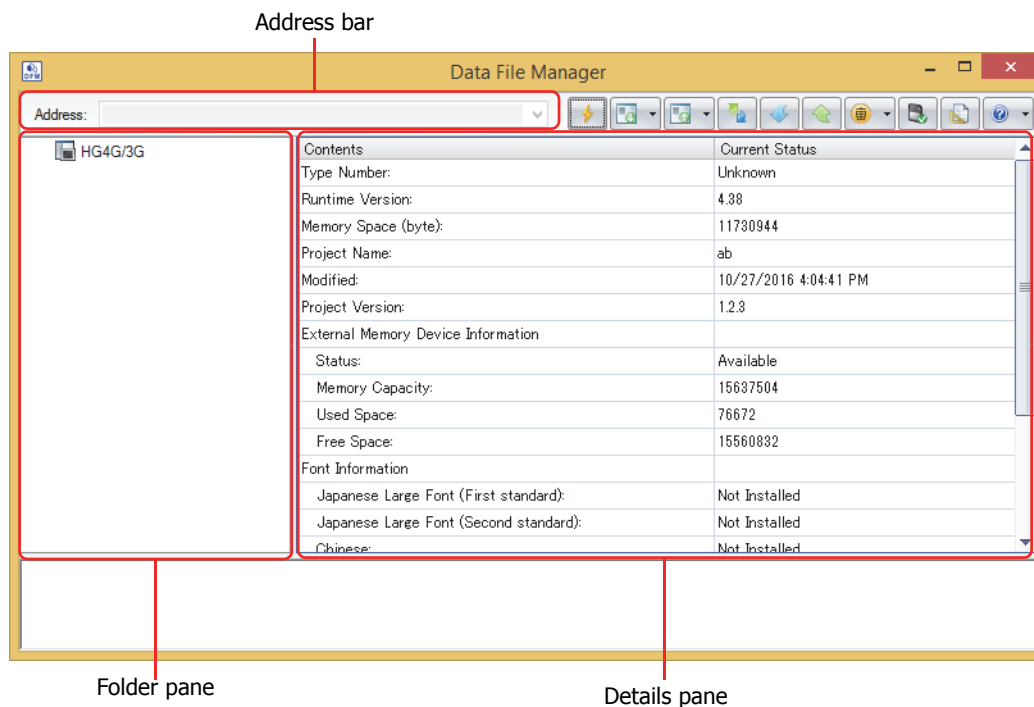 Address bar
DFM
Data File Manager
Address:
HG4G/3G
Contents Current Status
Type Number: Unknown
Runtime Version: 4.38
Memory Space (byte): 11730944
Project Name: ab
Modified: 10/27/2016 4:04:41 PM
Project Version: 1.2.3
External Memory Device Information
Status: Available
Memory Capacity: 15637504
Used Space: 76672
Free Space: 15560832
Font Information
Japanese Large Font (First standard): Not Installed
Japanese Large Font (Second standard): Not Installed
Chinese: Not Installed
Folder pane
Details pane